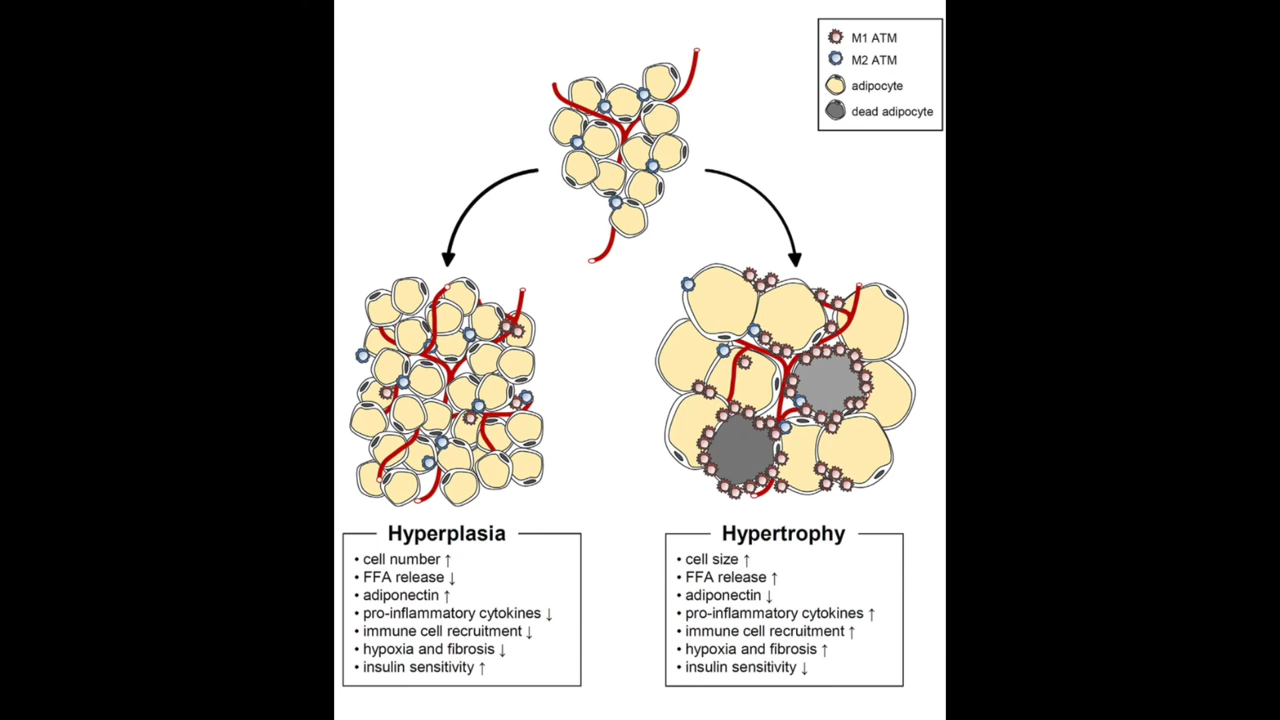 M1 ATM
M2 ATM
adipocyte
dead adipocyte
Hyperplasia
• cell number ↑
• FFA release ↓
• adiponectin ↑
• pro-inflammatory cytokines ↓
• immune cell recruitment ↓
• hypoxia and fibrosis ↓
• insulin sensitivity ↑
Hypertrophy
• cell size ↑
• FFA release ↑
• adiponectin ↓
• pro-inflammatory cytokines ↑
• immune cell recruitment ↑
• hypoxia and fibrosis ↑
• insulin sensitivity ↓